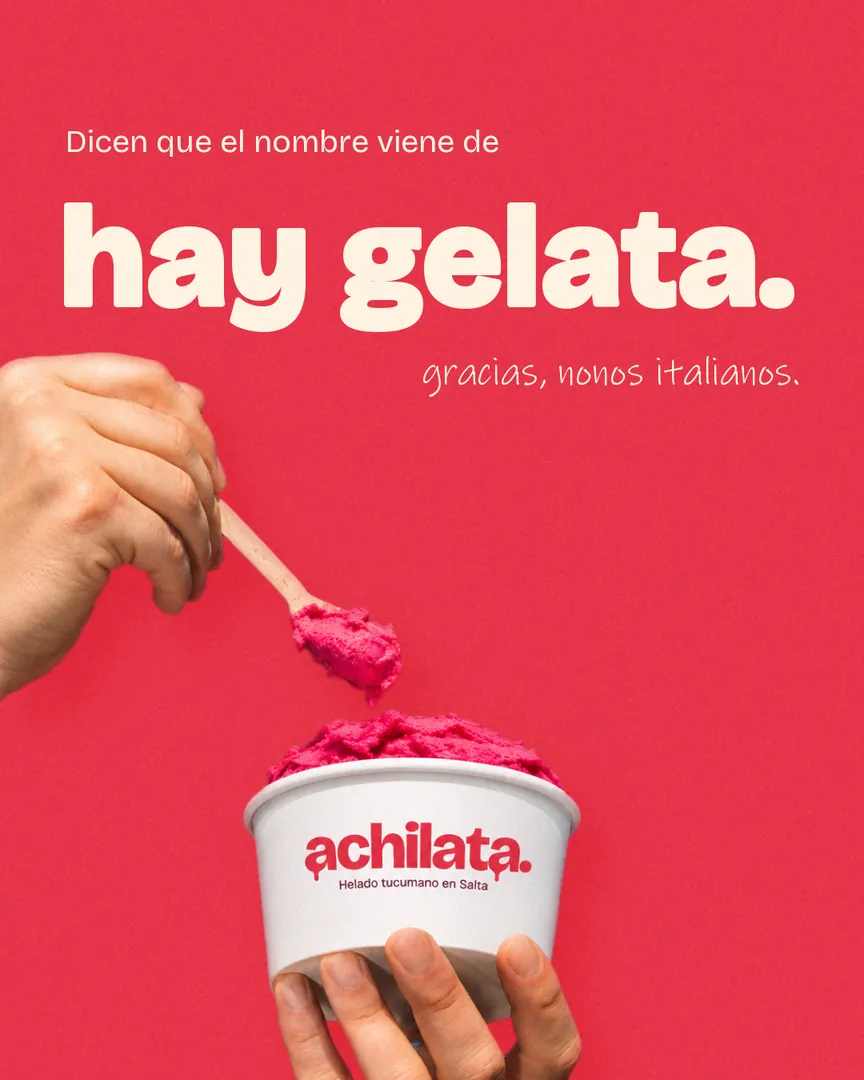 Dicen que el nombre viene de
hay gelata.
gracias, nonos italianos.
achilata.
Helado tucumano en Salta